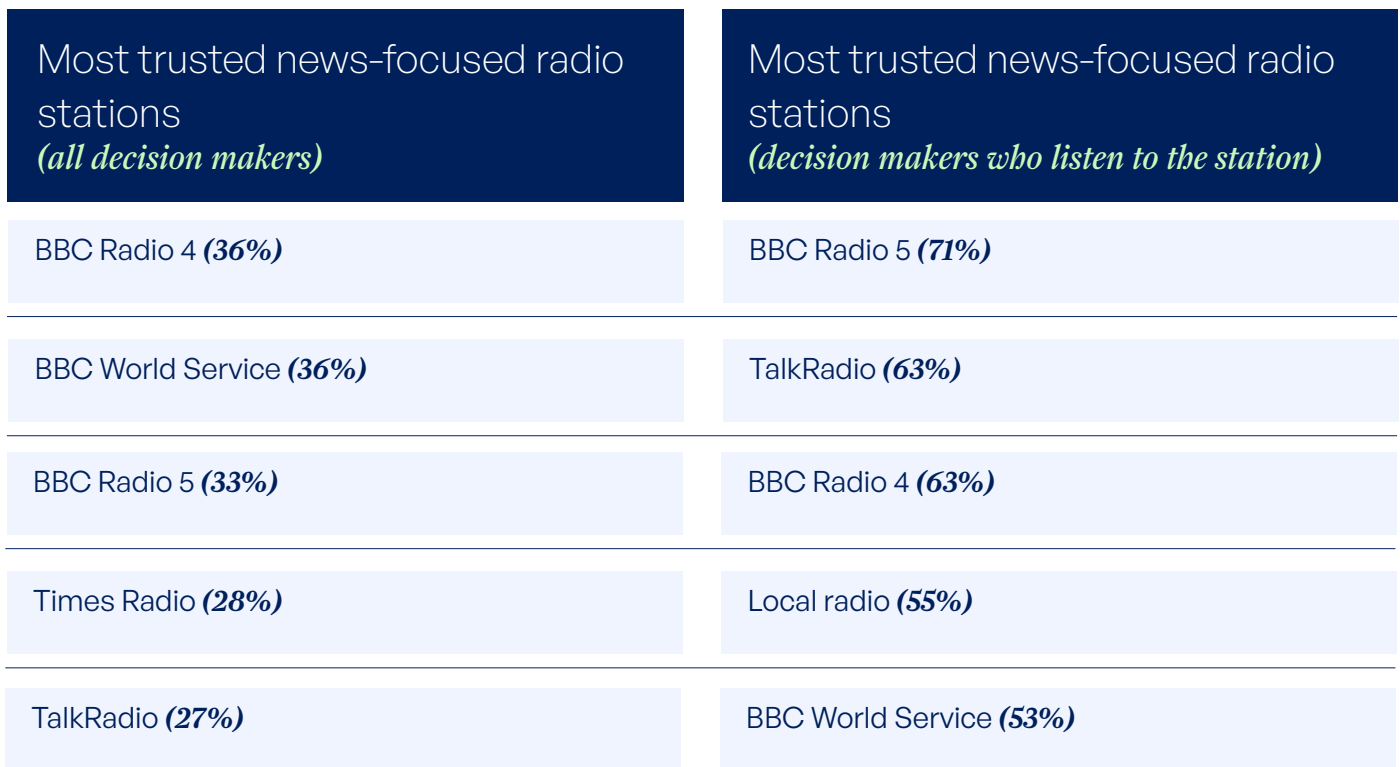 Most trusted news-focused radio
stations
(all decision makers)
Most trusted news-focused radio
stations
(decision makers who listen to the station)
BBC Radio 4 (36%)
BBC Radio 5 (71%)
BBC World Service (36%)
TalkRadio (63%)
BBC Radio 5 (33%)
BBC Radio 4 (63%)
Times Radio (28%)
Local radio (55%)
TalkRadio (27%)
BBC World Service (53%)